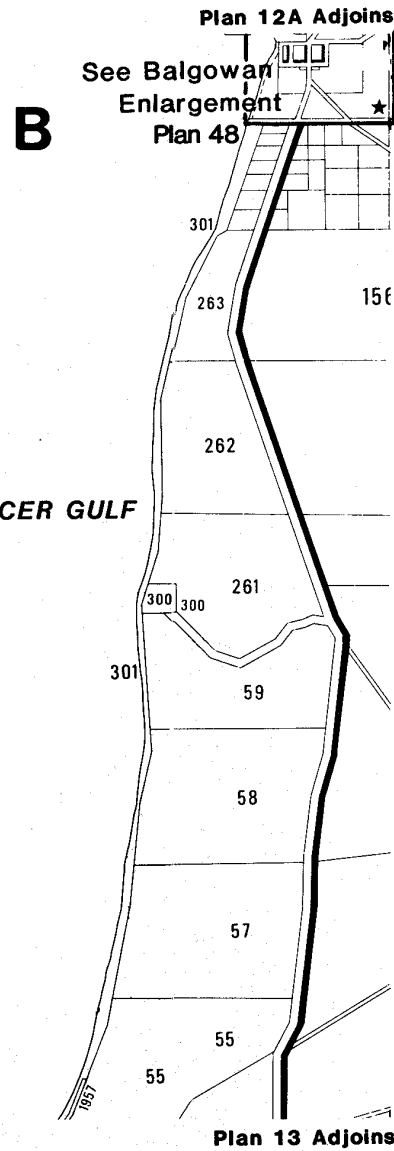 Plan 12A Adjoins
See Balgowan
Enlargement
Plan 48
B
301
263
156
262
CER GULF
261
300 300
301
59
58
57
55
55
1957
Plan 13 Adjoins